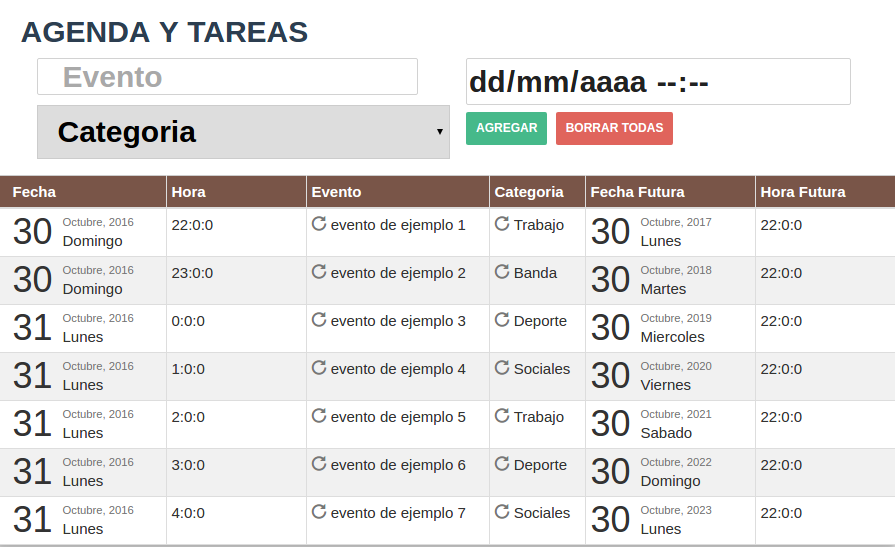 AGENDA Y TAREAS
Evento
dd/mm/aaaa --:--
Categoria
AGREGAR BORRAR TODAS
Fecha Hora Evento Categoria Fecha Futura Hora Futura
30 Octubre, 2016 Domingo 22:0:0 evento de ejemplo 1 Trabajo 30 Octubre, 2017 Lunes 22:0:0
30 Octubre, 2016 Domingo 23:0:0 evento de ejemplo 2 Banda 30 Octubre, 2018 Martes 22:0:0
31 Octubre, 2016 Lunes 0:0:0 evento de ejemplo 3 Deporte 30 Octubre, 2019 Miercoles 22:0:0
31 Octubre, 2016 Lunes 1:0:0 evento de ejemplo 4 Sociales 30 Octubre, 2020 Viernes 22:0:0
31 Octubre, 2016 Lunes 2:0:0 evento de ejemplo 5 Trabajo 30 Octubre, 2021 Sabado 22:0:0
31 Octubre, 2016 Lunes 3:0:0 evento de ejemplo 6 Deporte 30 Octubre, 2022 Domingo 22:0:0
31 Octubre, 2016 Lunes 4:0:0 evento de ejemplo 7 Sociales 30 Octubre, 2023 Lunes 22:0:0